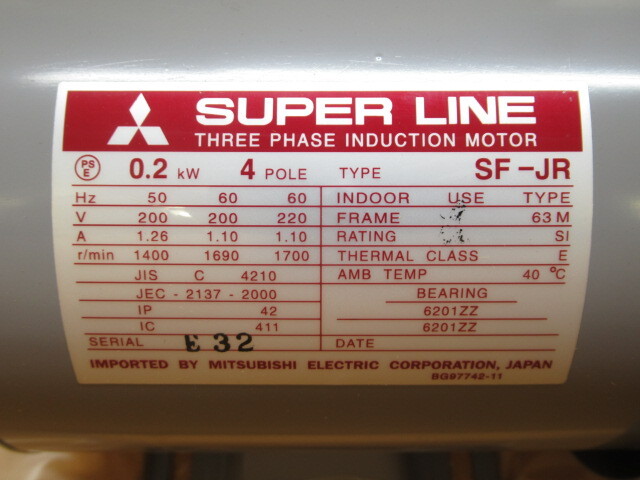 SUPER LINE
THREE PHASE INDUCTION MOTOR
PS E 0.2 kW 4 POLE TYPE SF-JR
Hz 50 60 60 INDOOR USE TYPE
V 200 200 220 FRAME 63 M
A 1.26 1.10 1.10 RATING SI
r/min 1400 1690 1700 THERMAL CLASS E
JIS C 4210 AMB TEMP 40 °C
JEC - 2137 - 2000 BEARING
IP 42 6201ZZ
IC 411 6201ZZ
SERIAL E 32 DATE
IMPORTED BY MITSUBISHI ELECTRIC CORPORATION, JAPAN
BG97742-11